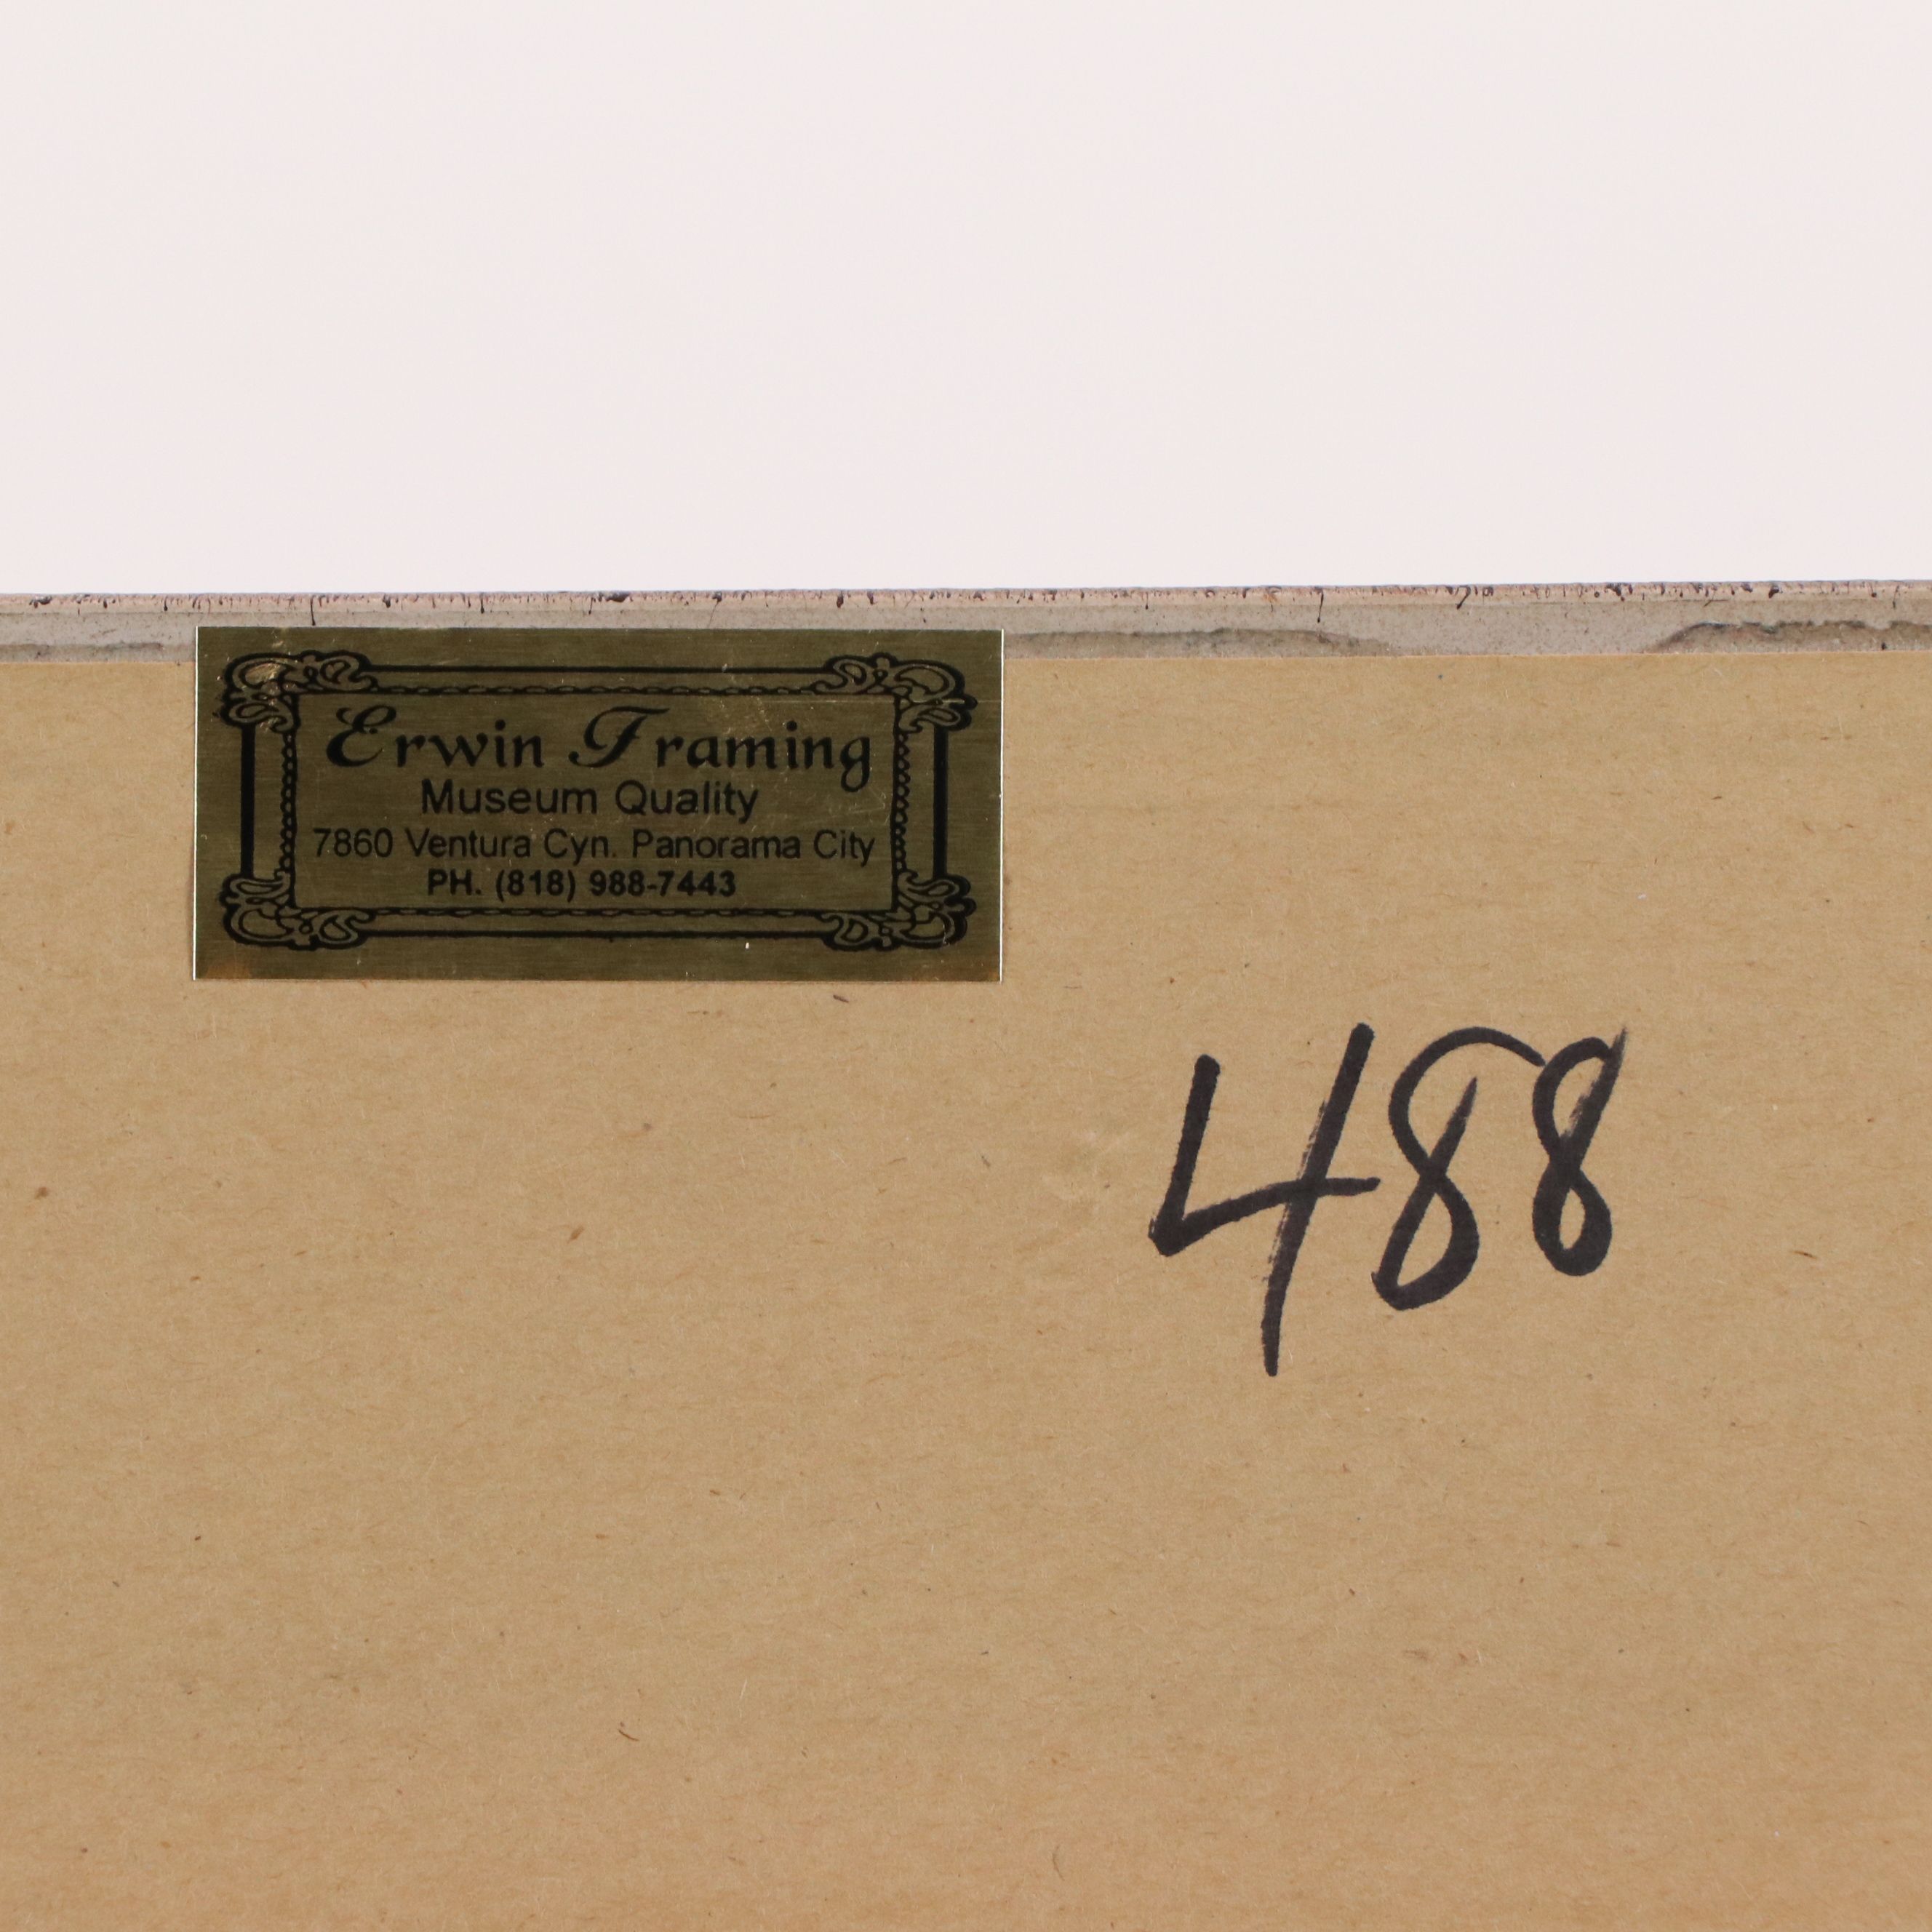 Erwin Framing
Museum Quality
7860 Ventura Cyn. Panorama City
PH. (818) 988-7443
488